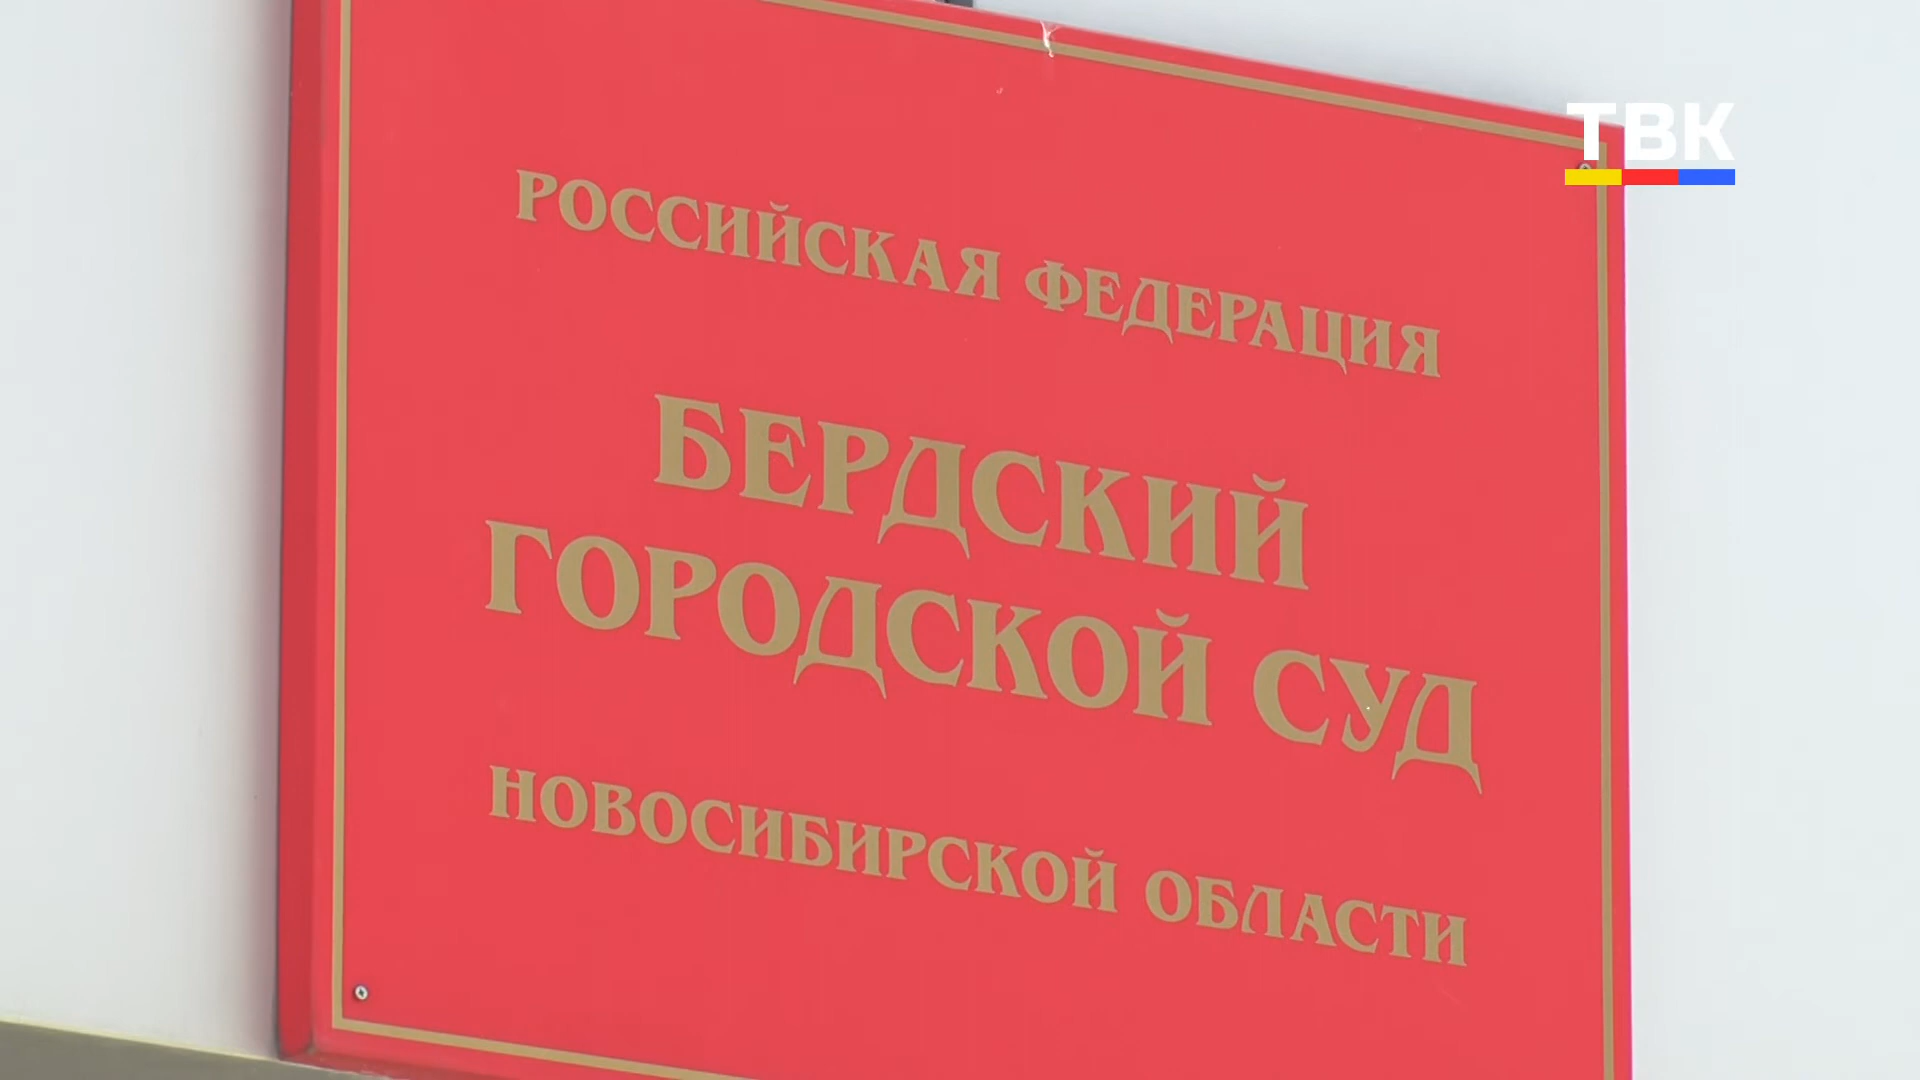 ТВК
РОССИЙСКАЯ ФЕДЕРАЦИЯ
БЕРДСКИЙ
ГОРОДСКОЙ СУД
НОВОСИБИРСКОЙ ОБЛАСТИ